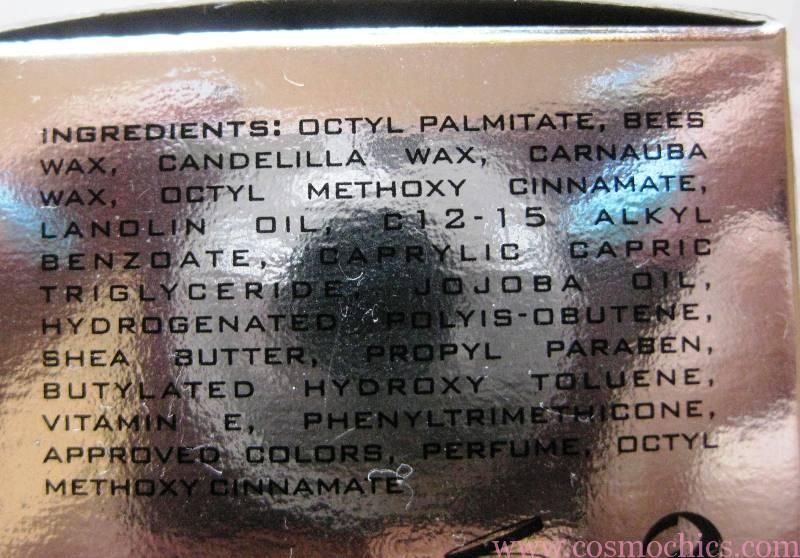 INGREDIENTS: OCTYL PALMITATE, BEES
WAX, CANDELILLA WAX, CARNAUBA
WAX, OCTYL METHOXY CINNAMATE,
LANOLIN OIL, C12-15 ALKYL
BENZOATE, CAPRYLIC CAPRIC
TRIGLYCERIDE, JOJOBA OIL,
HYDROGENATED POLYIS-OBUTENE,
SHEA BUTTER, PROPYL PARABEN,
BUTYLATED HYDROXY TOLUENE,
VITAMIN E, PHENYLTRIMETHICONE,
APPROVED COLORS, PERFUME, OCTYL
METHOXY CINNAMATE
www.cosmochics.com